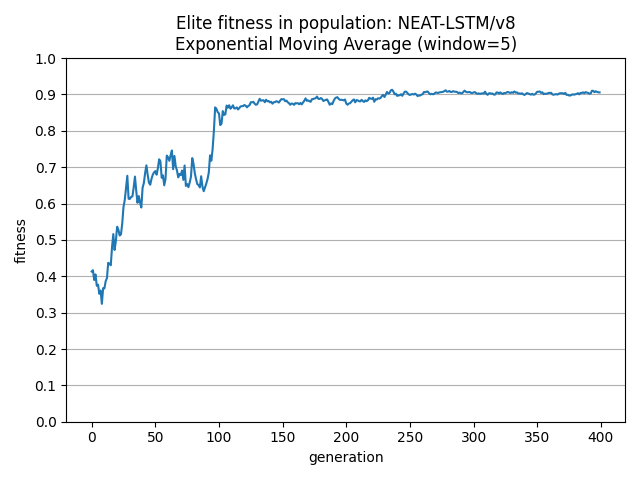 Elite fitness in population: NEAT-LSTM/v8
Exponential Moving Average (window=5)
1.0
0.9
0.8
0.7
0.6
0.5
0.4
0.3
0.2
0.1
0.0
fitness
0 50 100 150 200 250 300 350 400
generation